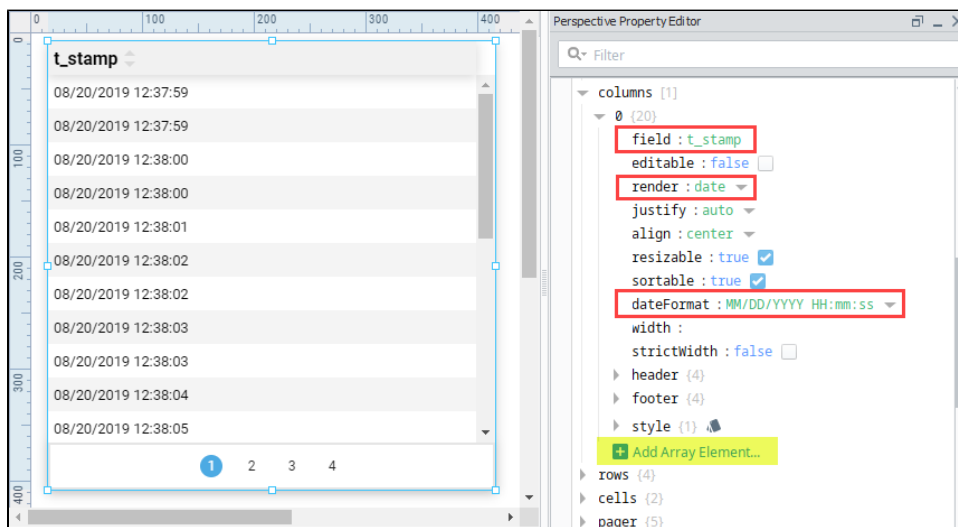 0 100 200 300 400
0
100
200
300
400
t_stamp
08/20/2019 12:37:59
08/20/2019 12:37:59
08/20/2019 12:38:00
08/20/2019 12:38:00
08/20/2019 12:38:01
08/20/2019 12:38:02
08/20/2019 12:38:02
08/20/2019 12:38:03
08/20/2019 12:38:03
08/20/2019 12:38:04
08/20/2019 12:38:05
1 2 3 4
Perspective Property Editor
Filter
columns [1]
0 {20}
field : t_stamp
editable : false
render : date
justify : auto
align : center
resizable : true
sortable : true
dateFormat : MM/DD/YYYY HH:mm:ss
width :
strictWidth : false
header {4}
footer {4}
style {1}
Add Array Element...
rows {4}
cells {2}
pager {5}